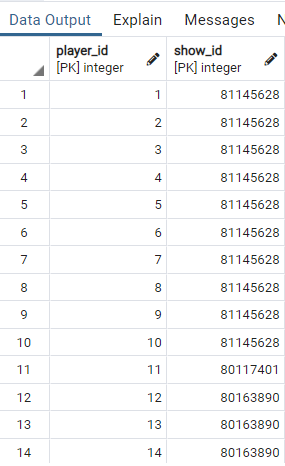 Data Output Explain Messages N
player_id show_id
[PK] integer [PK] integer
1 1 81145628
2 2 81145628
3 3 81145628
4 4 81145628
5 5 81145628
6 6 81145628
7 7 81145628
8 8 81145628
9 9 81145628
10 10 81145628
11 11 80117401
12 12 80163890
13 13 80163890
14 14 80163890